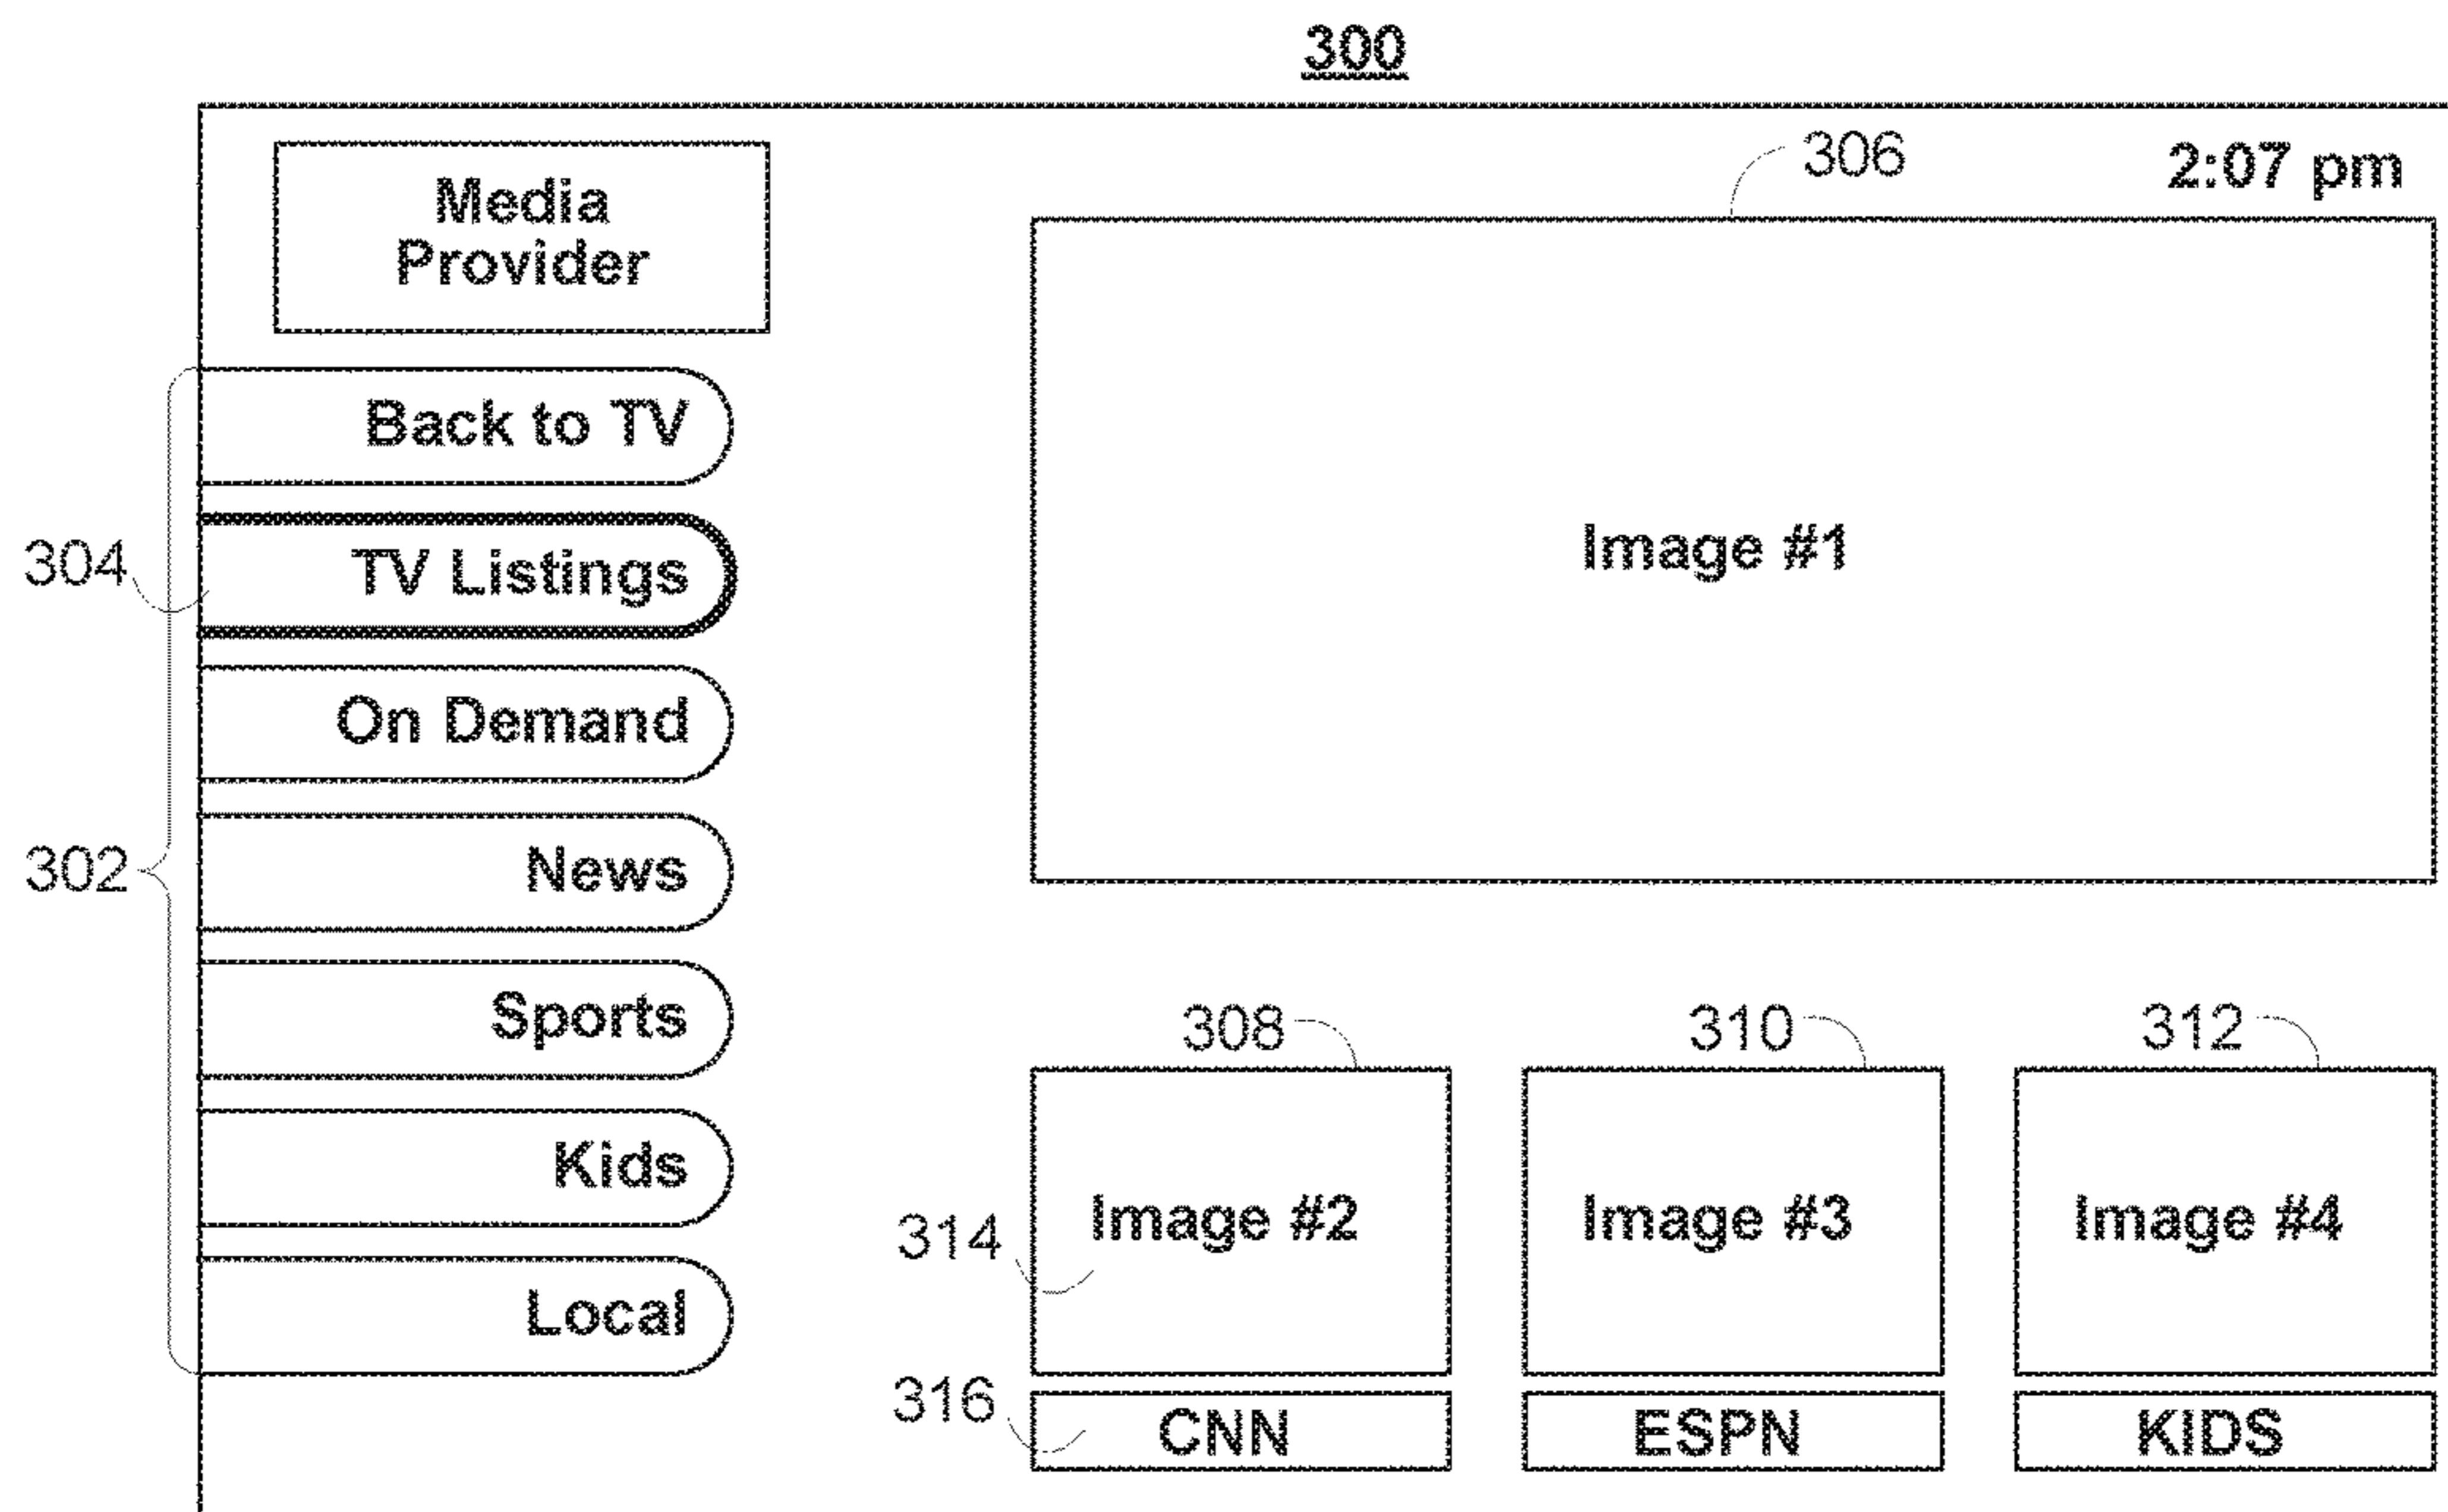 300
306
2:07 pm
Media
Provider
Back to TV
304
TV Listings
Image #1
On Demand
302
News
Sports
308
310
312
Kids
314
Image #2
Image #3
Image #4
Local
316
CNN
ESPN
KIDS